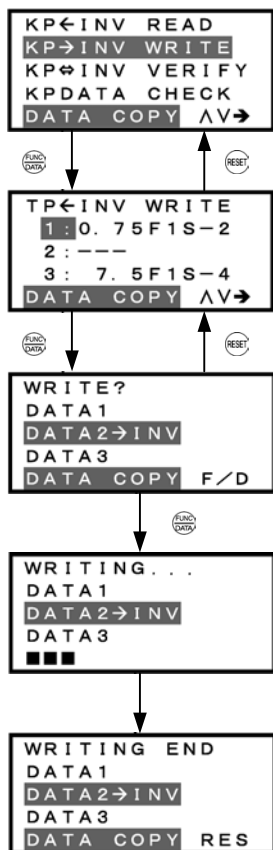 KP←INV READ
KP→INV WRITE
KP⇔INV VERIFY
KPDATA CHECK
DATA COPY ∧∨→
FUNC
DATA
RESET
TP←INV WRITE
1:0.75F1S−2
2:−−−
3: 7.5F1S−4
DATA COPY ∧∨→
FUNC
DATA
RESET
WRITE?
DATA1
DATA2→INV
DATA3
DATA COPY F/D
FUNC
DATA
WRITING...
DATA1
DATA2→INV
DATA3
■■■
WRITING END
DATA1
DATA2→INV
DATA3
DATA COPY RES